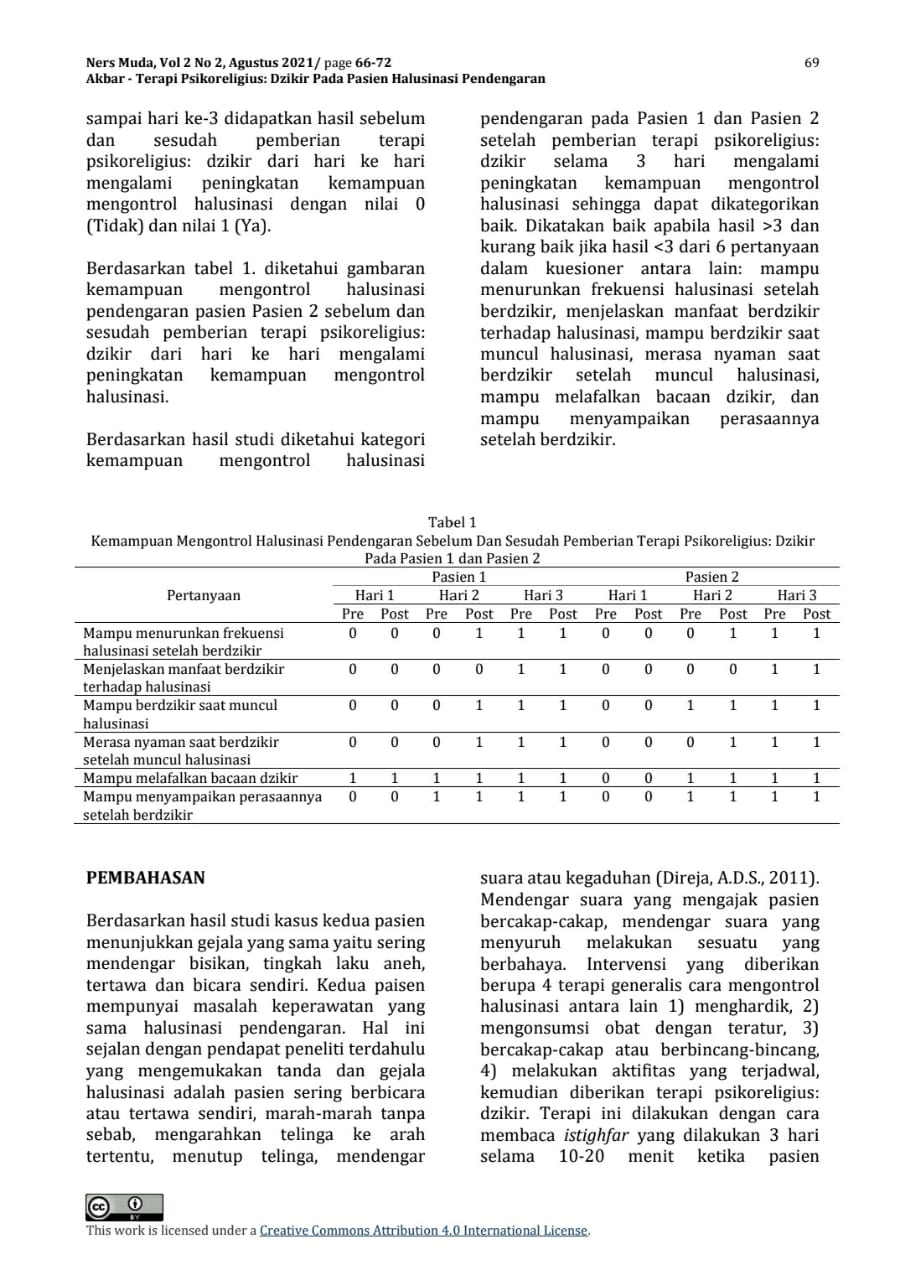 Ners Muda, Vol 2 No 2, Agustus 2021/ page 66-72
69
Akbar - Terapi Psikoreligius: Dzikir Pada Pasien Halusinasi Pendengaran
sampai hari ke-3 didapatkan hasil sebelum
dan sesudah pemberian terapi
psikoreligius: dzikir dari hari ke hari
mengalami peningkatan kemampuan
mengontrol halusinasi dengan nilai 0
(Tidak) dan nilai 1 (Ya).
Berdasarkan tabel 1. diketahui gambaran
kemampuan mengontrol halusinasi
pendengaran pasien Pasien 2 sebelum dan
sesudah pemberian terapi psikoreligius:
dzikir dari hari ke hari mengalami
peningkatan kemampuan mengontrol
halusinasi.
Berdasarkan hasil studi diketahui kategori
kemampuan mengontrol halusinasi
pendengaran pada Pasien 1 dan Pasien 2
setelah pemberian terapi psikoreligius:
dzikir selama 3 hari mengalami
peningkatan kemampuan mengontrol
halusinasi sehingga dapat dikategorikan
baik. Dikatakan baik apabila hasil >3 dan
kurang baik jika hasil <3 dari 6 pertanyaan
dalam kuesioner antara lain: mampu
menurunkan frekuensi halusinasi setelah
berdzikir, menjelaskan manfaat berdzikir
terhadap halusinasi, mampu berdzikir saat
muncul halusinasi, merasa nyaman saat
berdzikir setelah muncul halusinasi,
mampu melafalkan bacaan dzikir, dan
mampu menyampaikan perasaannya
setelah berdzikir.
Tabel 1
Kemampuan Mengontrol Halusinasi Pendengaran Sebelum Dan Sesudah Pemberian Terapi Psikoreligius: Dzikir
Pada Pasien 1 dan Pasien 2
Pasien 1 Pasien 2
Pertanyaan Hari 1 Hari 2 Hari 3 Hari 1 Hari 2 Hari 3
Pre Post Pre Post Pre Post Pre Post Pre Post Pre Post
Mampu menurunkan frekuensi 0 0 0 1 1 1 0 0 0 1 1 1
halusinasi setelah berdzikir
Menjelaskan manfaat berdzikir 0 0 0 0 1 1 0 0 0 0 1 1
terhadap halusinasi
Mampu berdzikir saat muncul 0 0 0 1 1 1 0 0 1 1 1 1
halusinasi
Merasa nyaman saat berdzikir 0 0 0 1 1 1 0 0 0 1 1 1
setelah muncul halusinasi
Mampu melafalkan bacaan dzikir 1 1 1 1 1 1 0 0 1 1 1 1
Mampu menyampaikan perasaannya 0 0 1 1 1 1 0 0 1 1 1 1
setelah berdzikir
PEMBAHASAN
Berdasarkan hasil studi kasus kedua pasien
menunjukkan gejala yang sama yaitu sering
mendengar bisikan, tingkah laku aneh,
tertawa dan bicara sendiri. Kedua paisen
mempunyai masalah keperawatan yang
sama halusinasi pendengaran. Hal ini
sejalan dengan pendapat peneliti terdahulu
yang mengemukakan tanda dan gejala
halusinasi adalah pasien sering berbicara
atau tertawa sendiri, marah-marah tanpa
sebab, mengarahkan telinga ke arah
tertentu, menutup telinga, mendengar
suara atau kegaduhan (Direja, A.D.S., 2011).
Mendengar suara yang mengajak pasien
bercakap-cakap, mendengar suara yang
menyuruh melakukan sesuatu yang
berbahaya. Intervensi yang diberikan
berupa 4 terapi generalis cara mengontrol
halusinasi antara lain 1) menghardik, 2)
mengonsumsi obat dengan teratur, 3)
bercakap-cakap atau berbincang-bincang,
4) melakukan aktifitas yang terjadwal,
kemudian diberikan terapi psikoreligius:
dzikir. Terapi ini dilakukan dengan cara
membaca istighfar yang dilakukan 3 hari
selama 10-20 menit ketika pasien
cc BY
This work is licensed under a Creative Commons Attribution 4.0 International License.